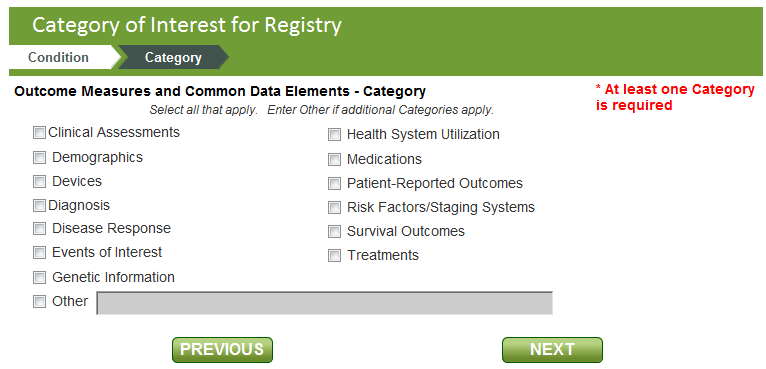 Category of Interest for Registry
Condition
Category
Outcome Measures and Common Data Elements - Category
* At least one Category
is required
Select all that apply. Enter Other if additional Categories apply.
Clinical Assessments
Demographics
Devices
Diagnosis
Disease Response
Events of Interest
Genetic Information
Other
Health System Utilization
Medications
Patient-Reported Outcomes
Risk Factors/Staging Systems
Survival Outcomes
Treatments
PREVIOUS
NEXT